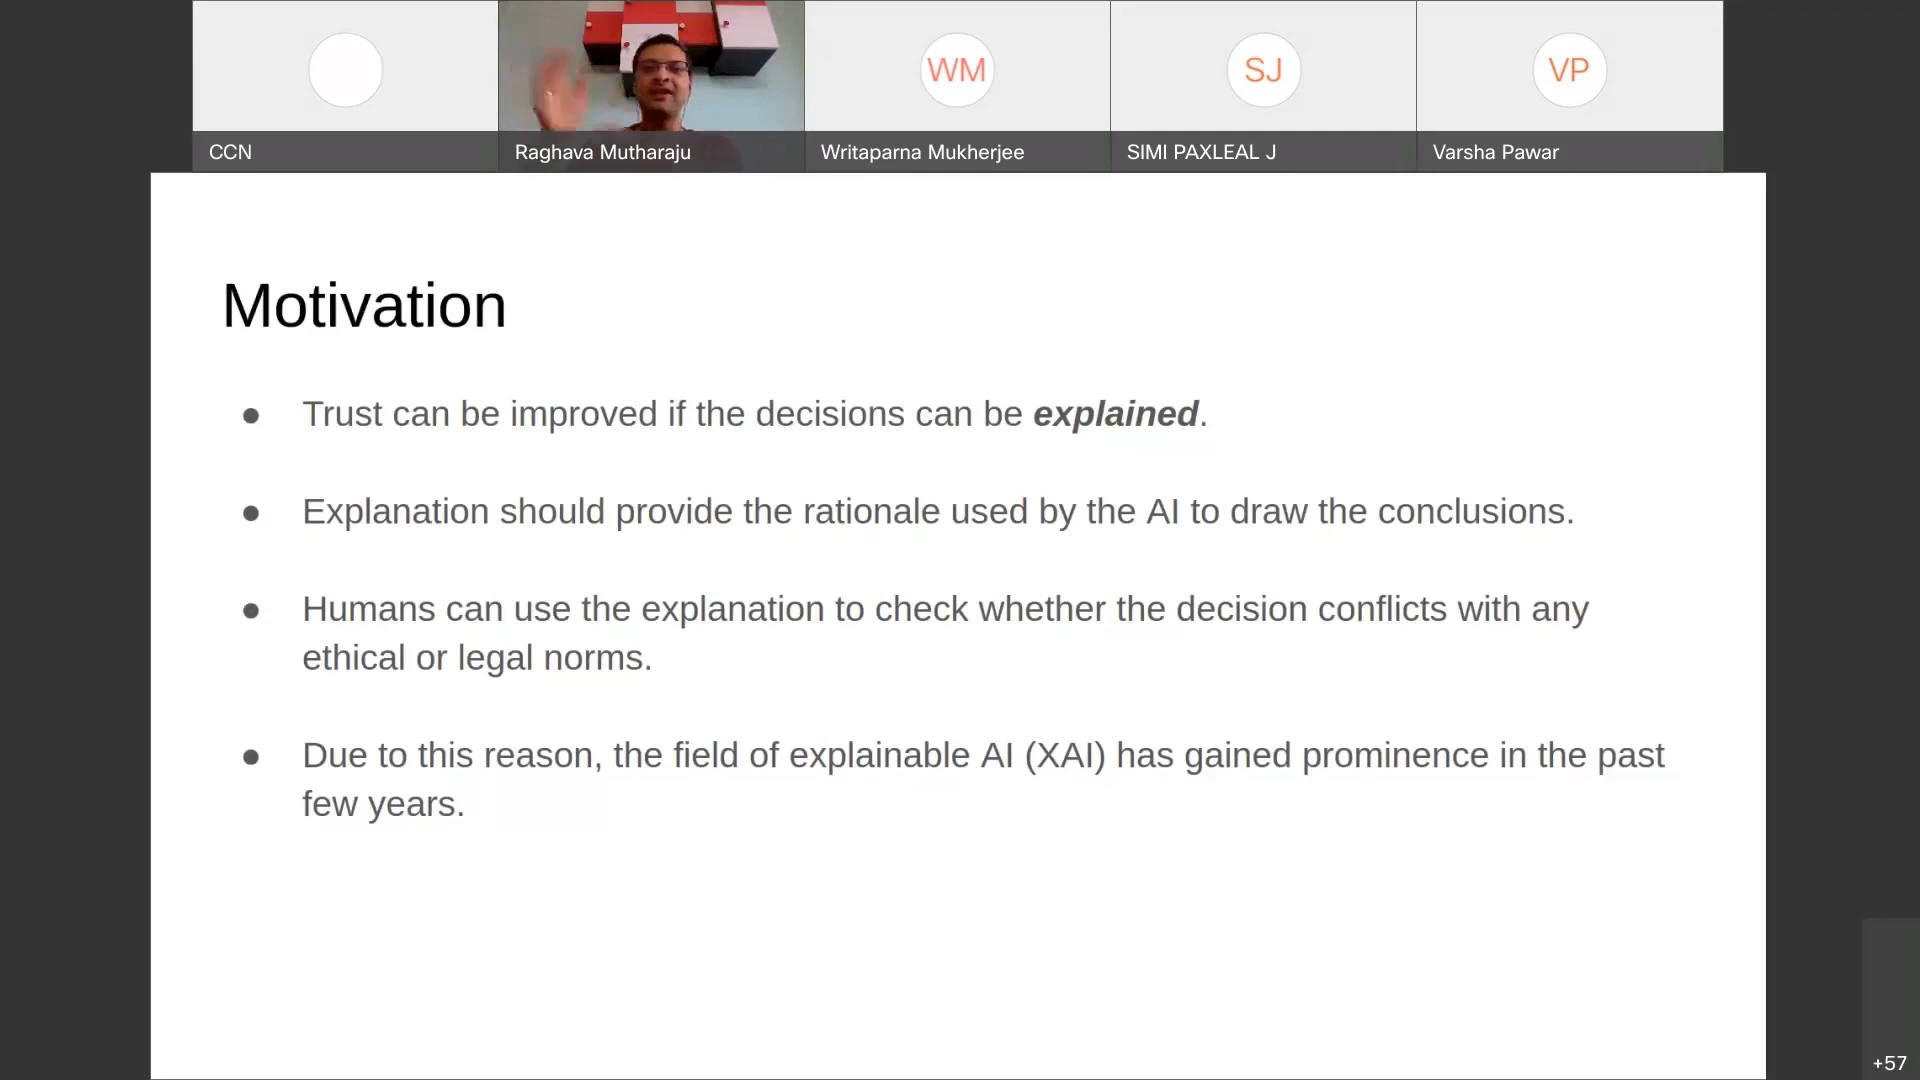 WM
SJ
VP
CCN
Raghava Mutharaju
Writaparna Mukherjee
SIMI PAXLEAL J
Varsha Pawar
Motivation
● Trust can be improved if the decisions can be explained.
● Explanation should provide the rationale used by the AI to draw the conclusions.
● Humans can use the explanation to check whether the decision conflicts with any
ethical or legal norms.
● Due to this reason, the field of explainable AI (XAI) has gained prominence in the past
few years.
+57